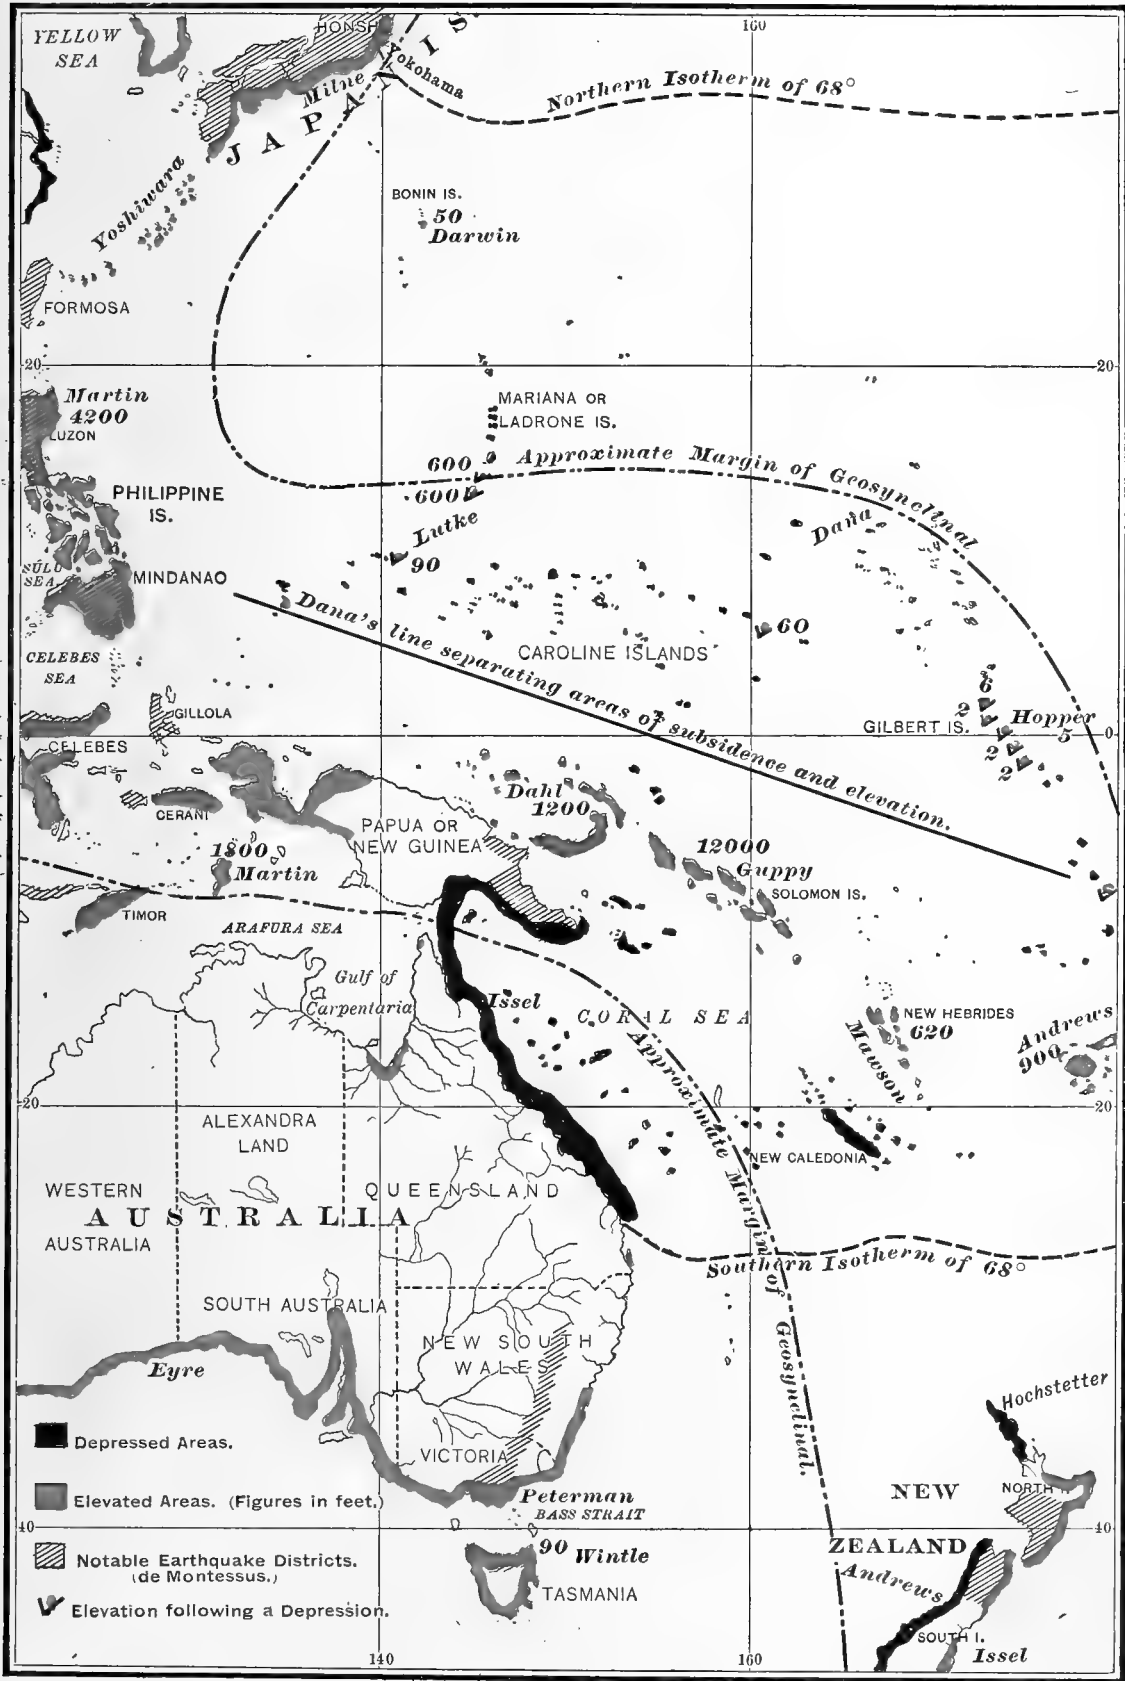 160
YELLOW
SEA
HONSH
Yokohama
Milne
JAPAN IS.
Northern Isotherm of 68°
Yoshiwara
BONIN IS.
50
Darwin
FORMOSA
20
20
Martin
4200
LUZON
MARIANA OR
LADRONE IS.
600
Approximate Margin of Geosynclinal
600
PHILIPPINE
IS.
Lutke
90
Dana
SULU
SEA
MINDANAO
Dana's line separating areas of subsidence and elevation.
60
CAROLINE ISLANDS
CELEBES
SEA
6
2
GILLOLA
GILBERT IS.
Hopper
5
0
2
2
CELEBES
Dahl
1200
CERAM
PAPUA OR
NEW GUINEA
12000
Guppy
1800
Martin
SOLOMON IS.
TIMOR
ARAFURA SEA
Gulf of
Carpentaria
Issel
CORAL SEA
NEW HEBRIDES
620
Mawson
Andrews
900
Approximate Margin of Geosynclinal.
20
20
ALEXANDRA
LAND
NEW CALEDONIA
WESTERN
AUSTRALIA
QUEENSLAND
AUSTRALIA
Southern Isotherm of 68°
SOUTH AUSTRALIA
NEW SOUTH
WALES
Eyre
Hochstetter
Depressed Areas.
VICTORIA
Elevated Areas. (Figures in feet.)
Peterman
BASS STRAIT
NEW
NORTH I.
40
40
Notable Earthquake Districts.
(de Montessus.)
90 Wintle
TASMANIA
ZEALAND
Andrews
Elevation following a Depression.
SOUTH I.
Issel
140
160